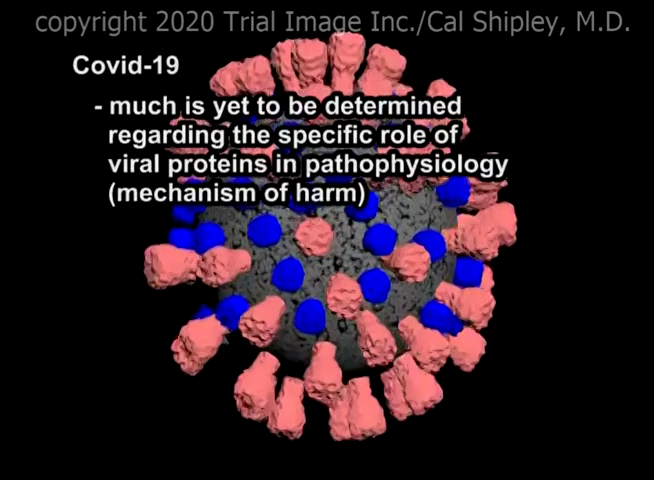 copyright 2020 Trial Image Inc./Cal Shipley, M.D.
Covid-19
- much is yet to be determined
regarding the specific role of
viral proteins in pathophysiology
(mechanism of harm)